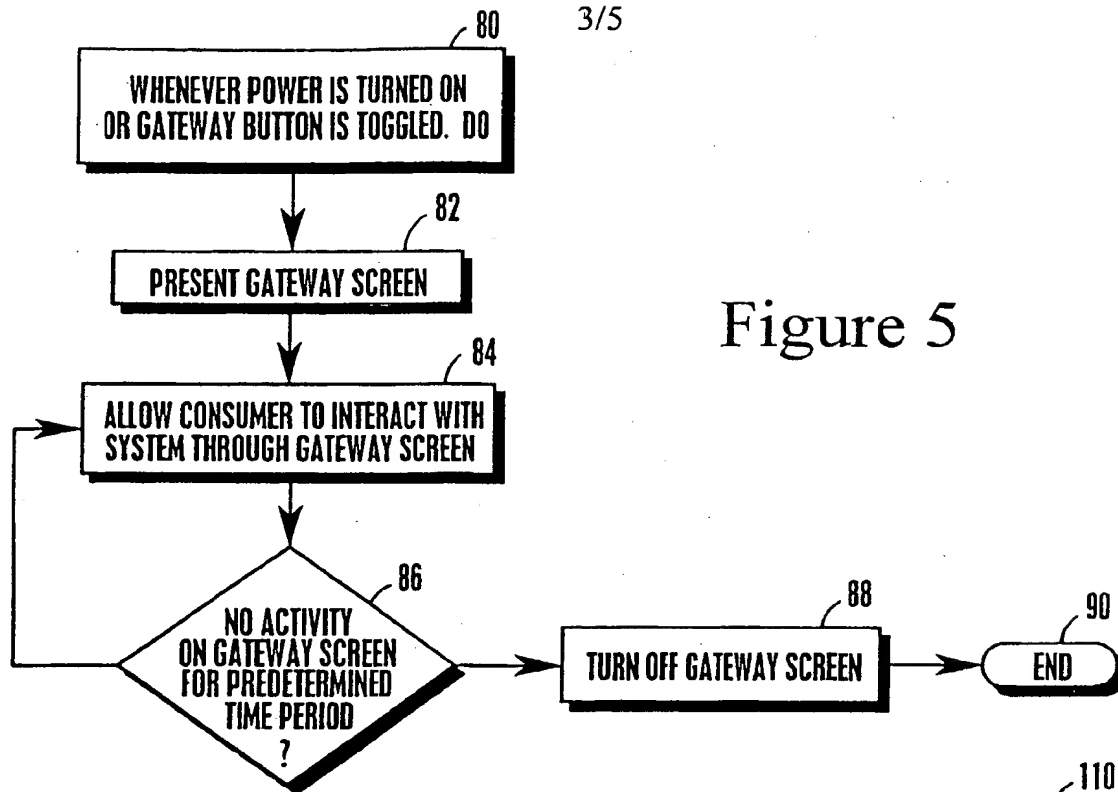 3/5
80
WHENEVER POWER IS TURNED ON
OR GATEWAY BUTTON IS TOGGLED. DO
82
PRESENT GATEWAY SCREEN
Figure 5
84
ALLOW CONSUMER TO INTERACT WITH
SYSTEM THROUGH GATEWAY SCREEN
86
NO ACTIVITY
ON GATEWAY SCREEN
FOR PREDETERMINED
TIME PERIOD
?
88
TURN OFF GATEWAY SCREEN
90
END
110